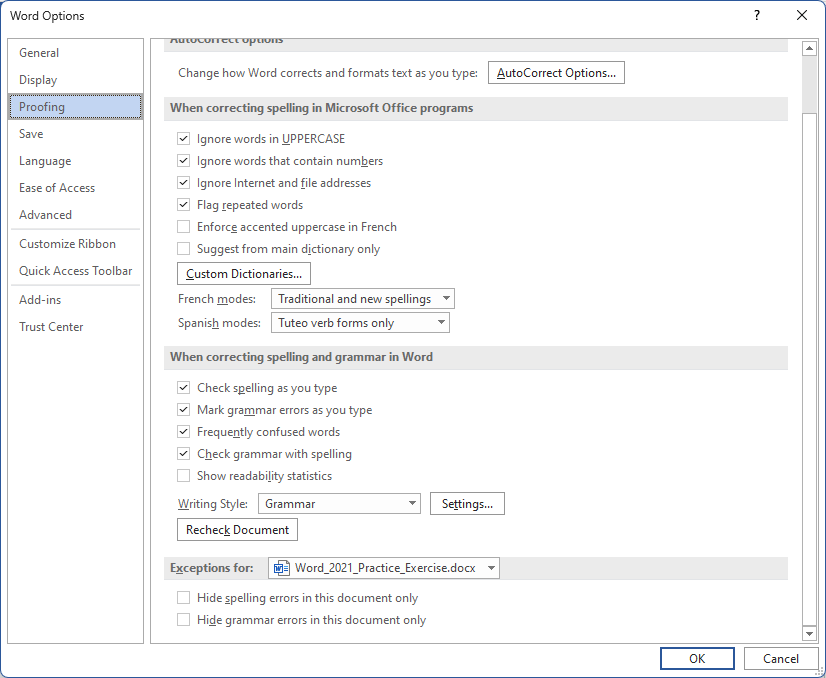 Word Options
?
General
Display
Proofing
Save
Language
Ease of Access
Advanced
Customize Ribbon
Quick Access Toolbar
Add-ins
Trust Center
AutoCorrect options
Change how Word corrects and formats text as you type: AutoCorrect Options...
When correcting spelling in Microsoft Office programs
Ignore words in UPPERCASE
Ignore words that contain numbers
Ignore Internet and file addresses
Flag repeated words
Enforce accented uppercase in French
Suggest from main dictionary only
Custom Dictionaries...
French modes: Traditional and new spellings
Spanish modes: Tuteo verb forms only
When correcting spelling and grammar in Word
Check spelling as you type
Mark grammar errors as you type
Frequently confused words
Check grammar with spelling
Show readability statistics
Writing Style: Grammar Settings...
Recheck Document
Exceptions for: Word_2021_Practice_Exercise.docx
Hide spelling errors in this document only
Hide grammar errors in this document only
OK Cancel